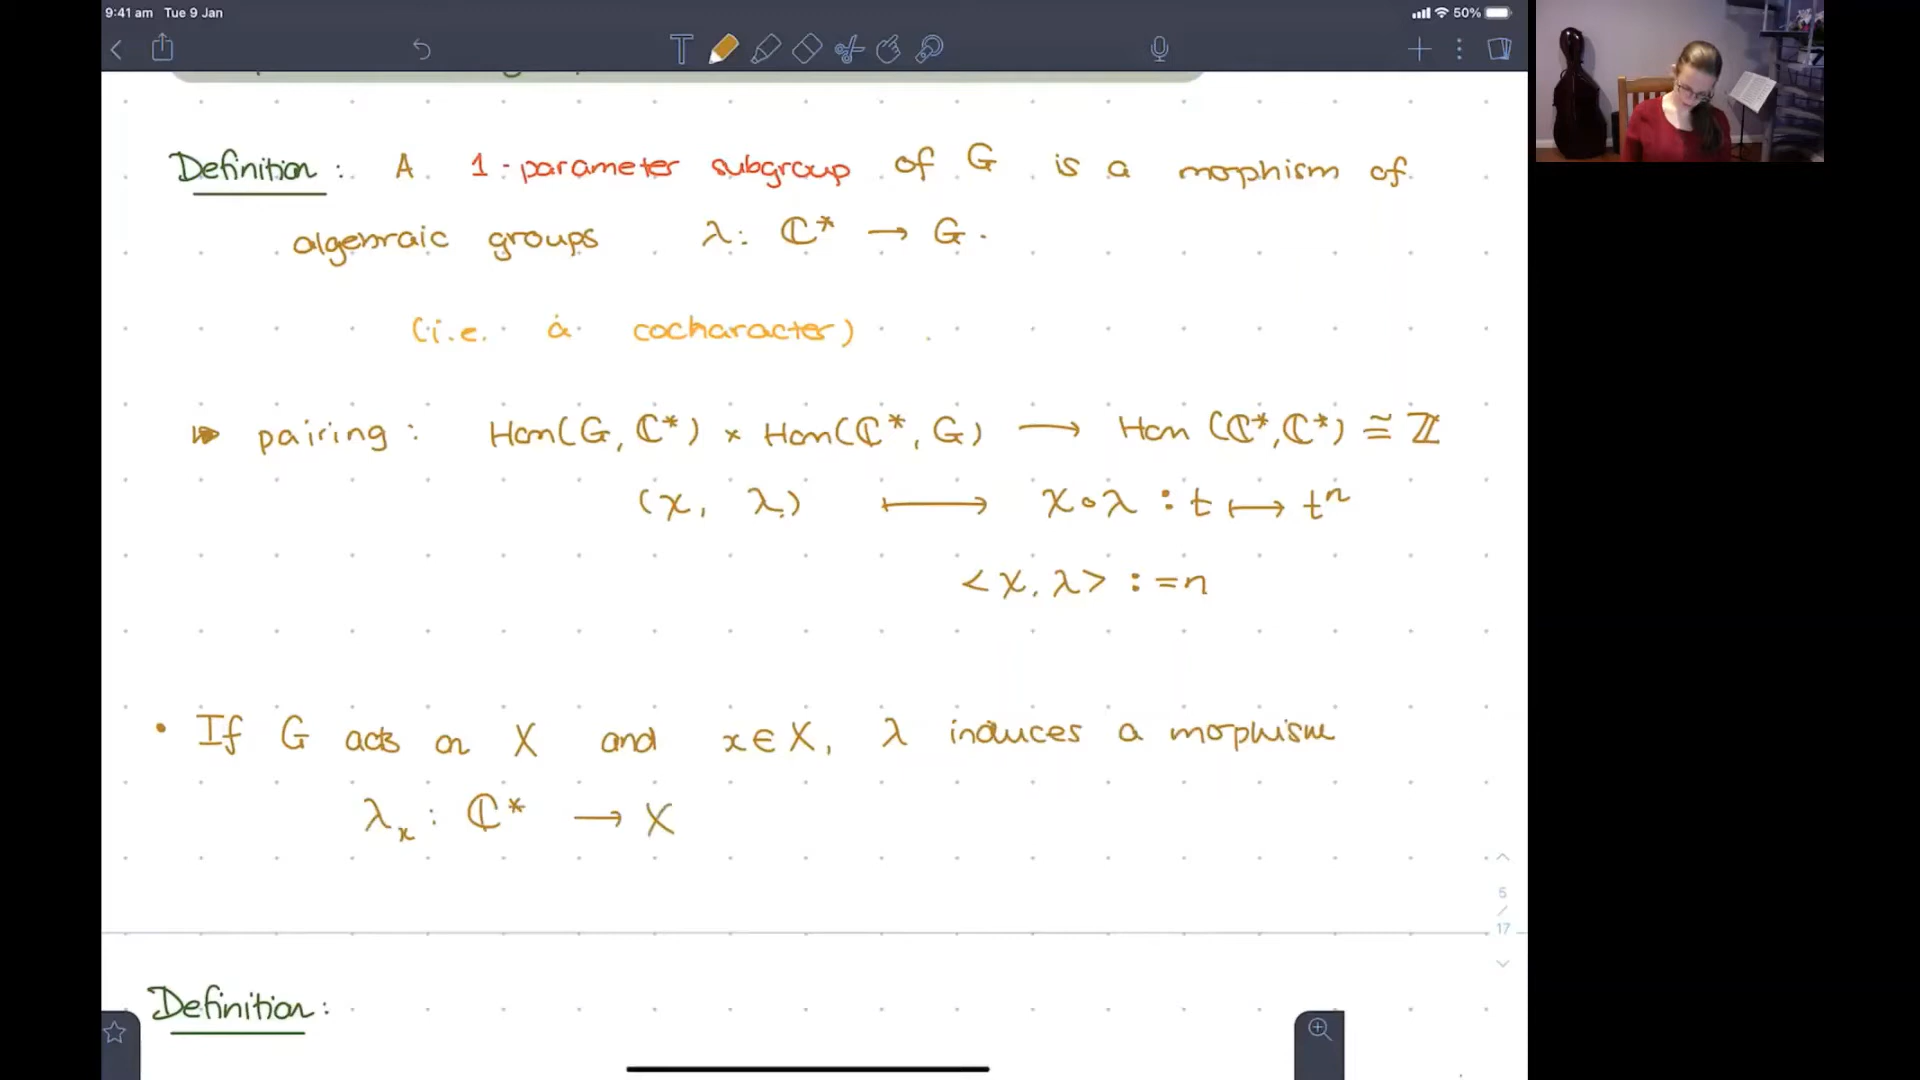 9:41 am Tue 9 Jan
50%
Definition: A 1-parameter subgroup of G is a morphism of
algebraic groups λ: ℂ* → G.
(i.e. a cocharacter)
pairing: Hom(G, ℂ*) × Hom(ℂ*, G) → Hom(ℂ*, ℂ*) ≅ ℤ
(χ, λ) ⟼ χ∘λ : t ⟼ tⁿ
<χ, λ> := n
• If G acts on X and x ∈ X, λ induces a morphism
λₓ : ℂ* → X
5
/
17
Definition: